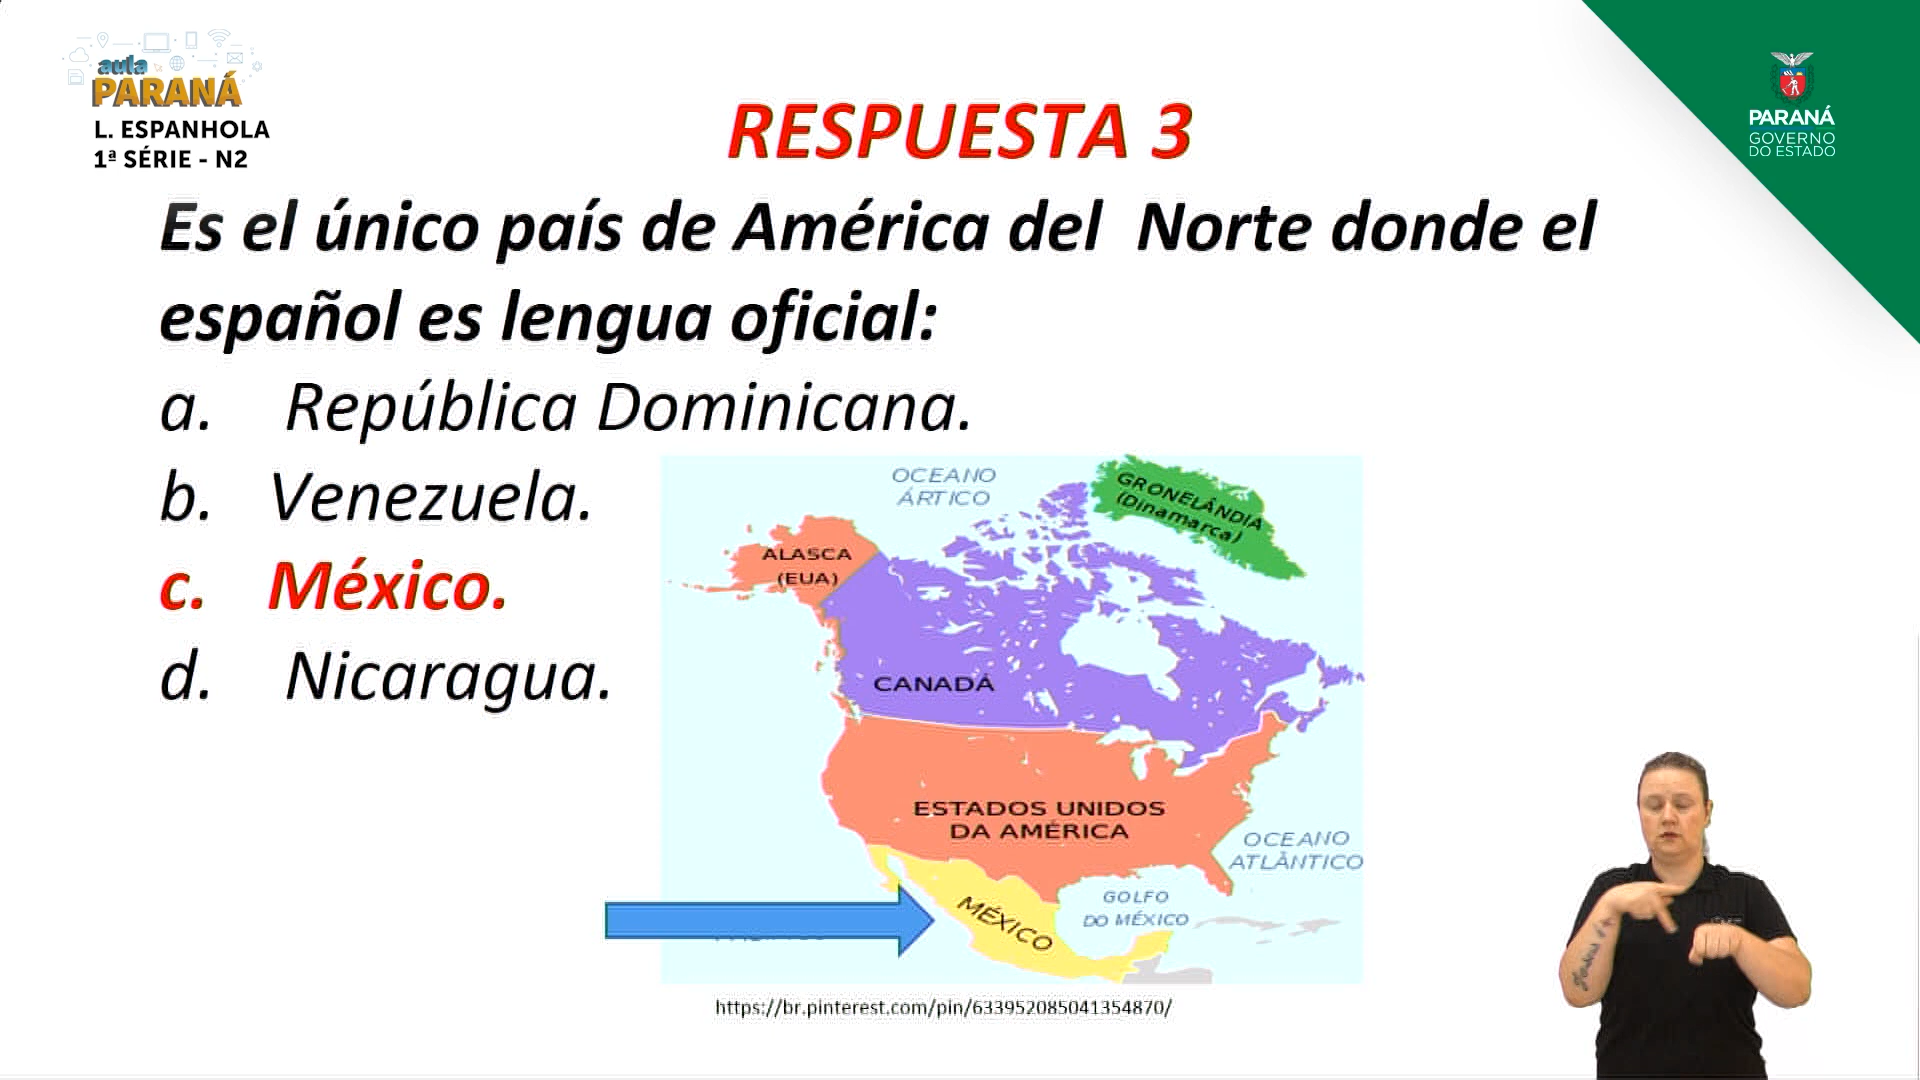 aula
PARANÁ
L. ESPANHOLA
1ª SÉRIE - N2
PARANÁ
GOVERNO
DO ESTADO
RESPUESTA 3
Es el único país de América del Norte donde el
español es lengua oficial:
a. República Dominicana.
b. Venezuela.
c. México.
d. Nicaragua.
OCEANO
ÁRTICO
GRONELÂNDIA
(Dinamarca)
ALASCA
(EUA)
CANADÁ
ESTADOS UNIDOS
DA AMÉRICA
OCEANO
ATLÂNTICO
GOLFO
DO MÉXICO
MÉXICO
https://br.pinterest.com/pin/633952085041354870/